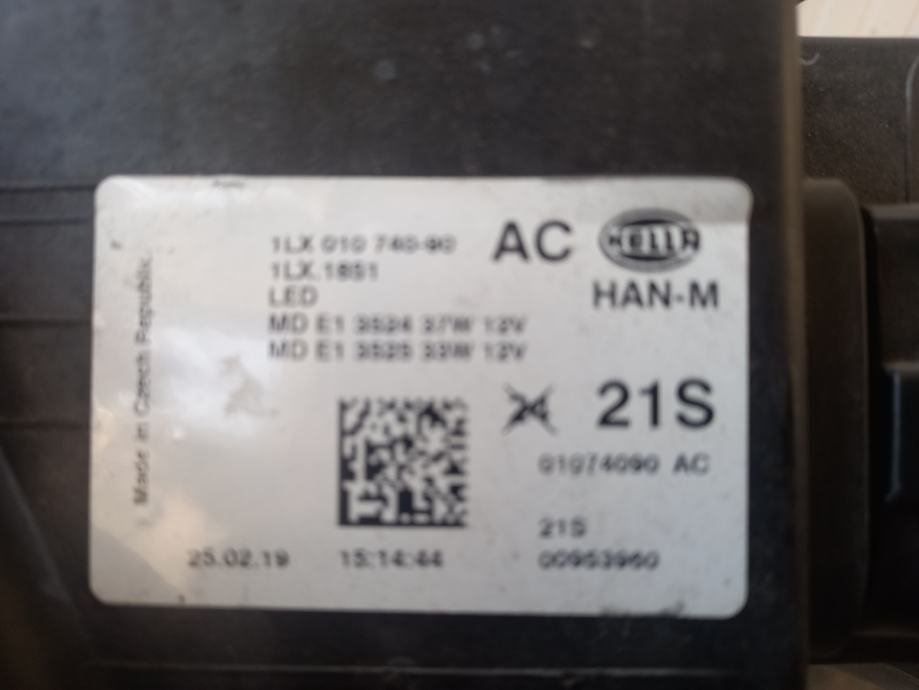 Made in Czech Republic
1LX 010 740-90
1LX.1851
LED
MD E1 3524 37W 12V
MD E1 3525 33W 12V
AC
HELLA
HAN-M
21S
01074090 AC
21S
00953960
25.02.19 15:14:44